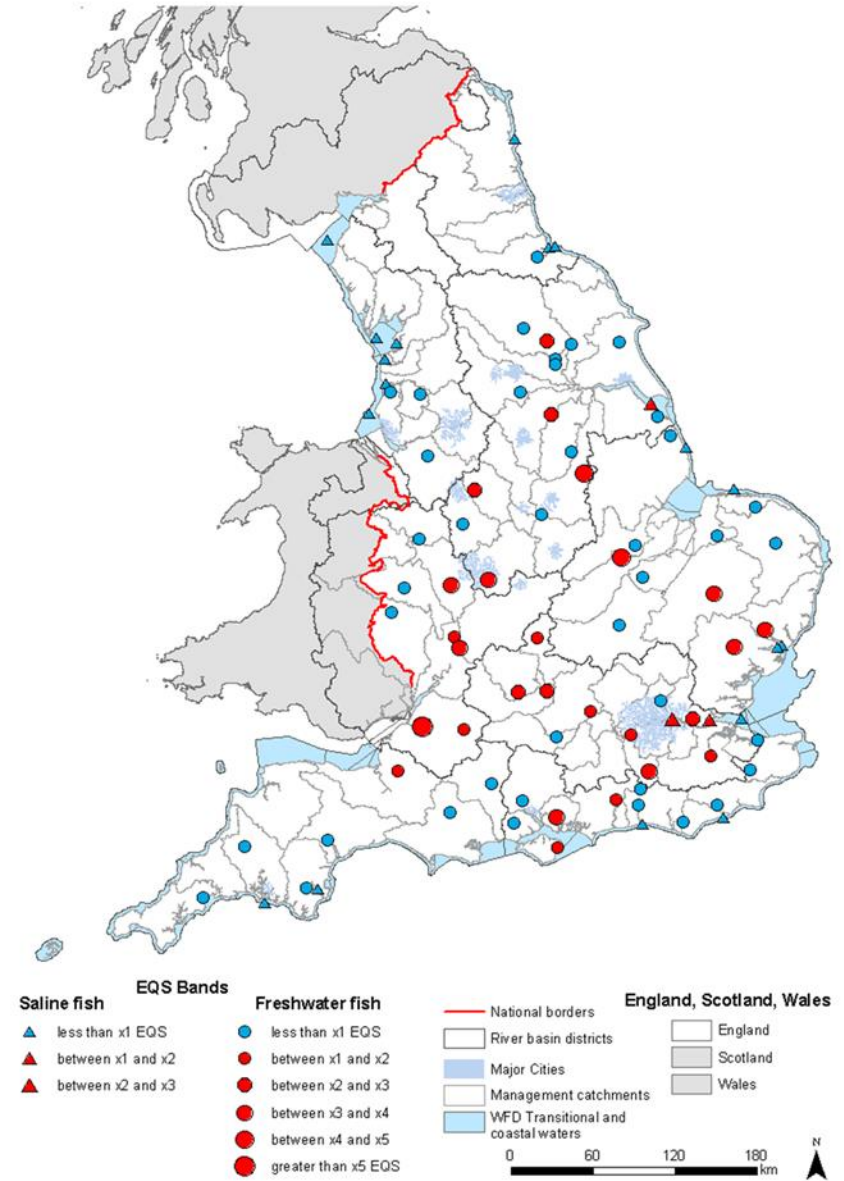 EQS Bands
Saline fish
less than x1 EQS
between x1 and x2
between x2 and x3
Freshwater fish
less than x1 EQS
between x1 and x2
between x2 and x3
between x3 and x4
between x4 and x5
greater than x5 EQS
National borders
River basin districts
Major Cities
Management catchments
WFD Transitional and
coastal waters
England, Scotland, Wales
England
Scotland
Wales
0 60 120 180
km
N